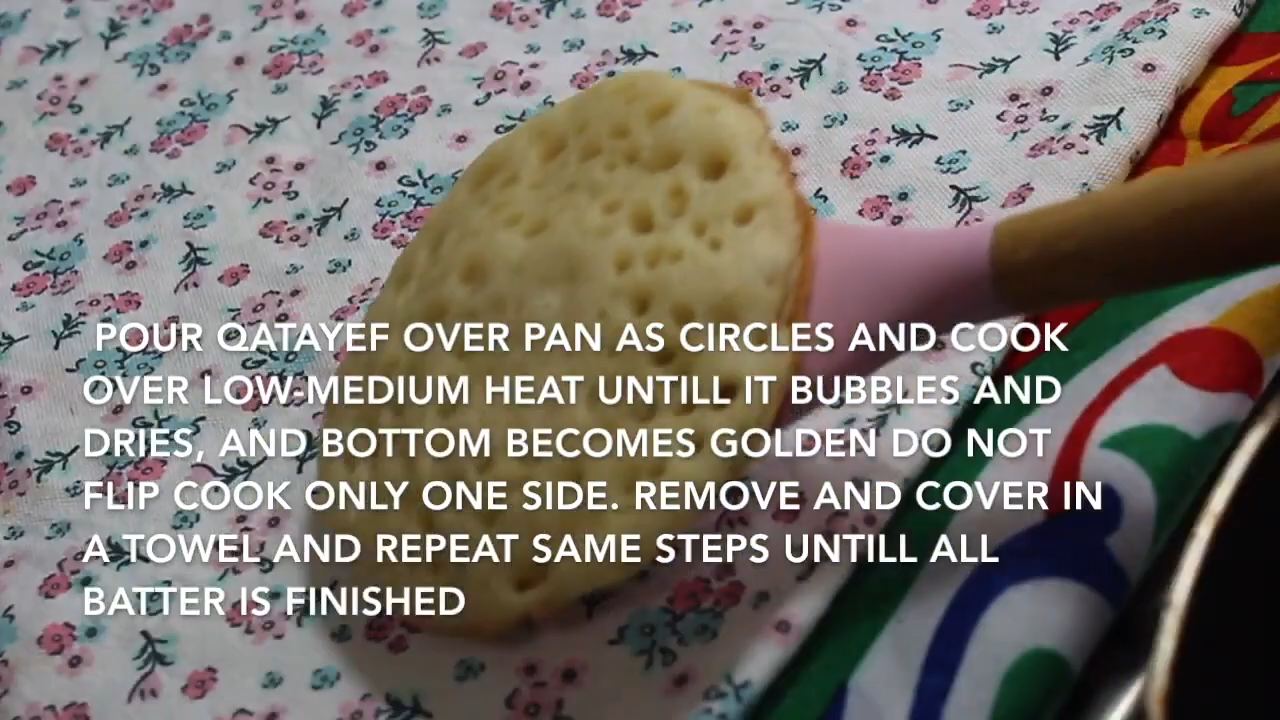 POUR QATAYEF OVER PAN AS CIRCLES AND COOK
OVER LOW-MEDIUM HEAT UNTILL IT BUBBLES AND
DRIES, AND BOTTOM BECOMES GOLDEN DO NOT
FLIP COOK ONLY ONE SIDE. REMOVE AND COVER IN
A TOWEL AND REPEAT SAME STEPS UNTILL ALL
BATTER IS FINISHED